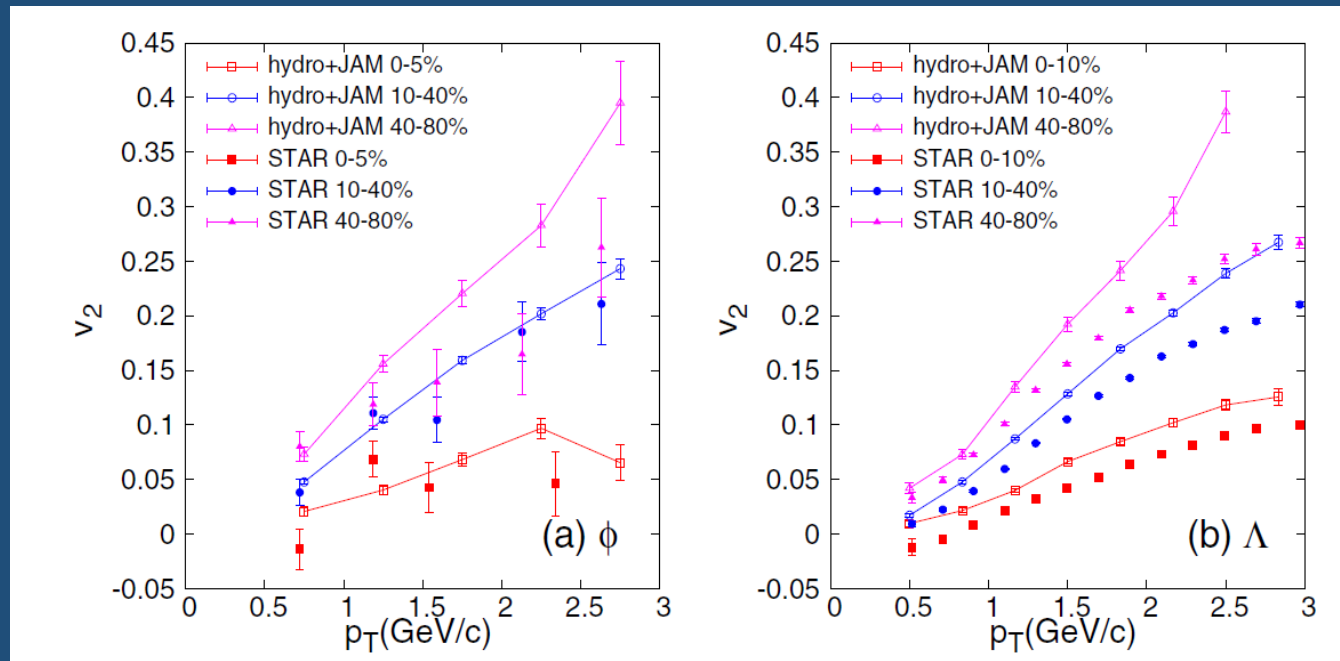 0.45
0.4
0.35
0.3
0.25
0.2
0.15
0.1
0.05
0
-0.05
v2
hydro+JAM 0-5%
hydro+JAM 10-40%
hydro+JAM 40-80%
STAR 0-5%
STAR 10-40%
STAR 40-80%
(a) ϕ
0 0.5 1 1.5 2 2.5 3
pT(GeV/c)
0.45
0.4
0.35
0.3
0.25
0.2
0.15
0.1
0.05
0
-0.05
v2
hydro+JAM 0-10%
hydro+JAM 10-40%
hydro+JAM 40-80%
STAR 0-10%
STAR 10-40%
STAR 40-80%
(b) Λ
0 0.5 1 1.5 2 2.5 3
pT(GeV/c)